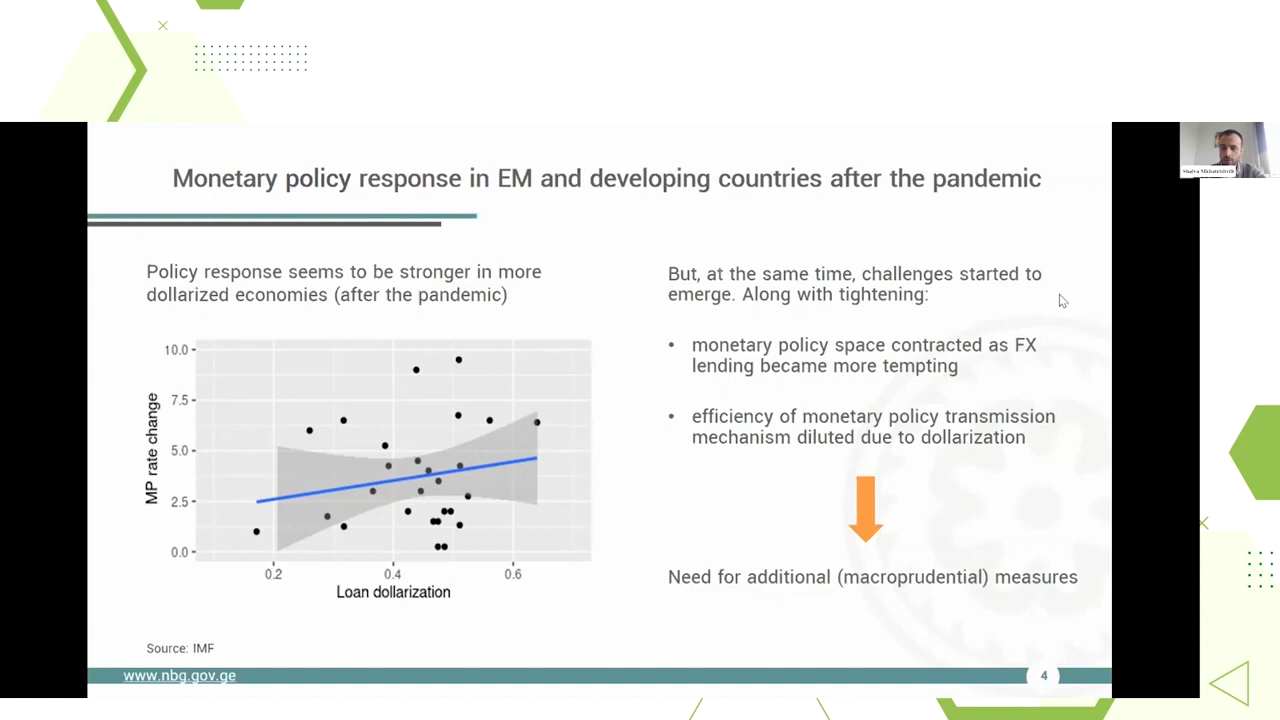 Monetary policy response in EM and developing countries after the pandemic
Policy response seems to be stronger in more
dollarized economies (after the pandemic)
10.0
7.5
5.0
2.5
0.0
MP rate change
0.2
0.4
0.6
Loan dollarization
Source: IMF
But, at the same time, challenges started to
emerge. Along with tightening:
• monetary policy space contracted as FX
lending became more tempting
• efficiency of monetary policy transmission
mechanism diluted due to dollarization
Need for additional (macroprudential) measures
www.nbg.gov.ge
4
Shalva Mkhatrishvili